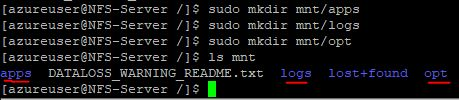 [azureuser@NFS-Server /]$ sudo mkdir mnt/apps
[azureuser@NFS-Server /]$ sudo mkdir mnt/logs
[azureuser@NFS-Server /]$ sudo mkdir mnt/opt
[azureuser@NFS-Server /]$ ls mnt
apps DATALOSS_WARNING_README.txt logs lost+found opt
[azureuser@NFS-Server /]$